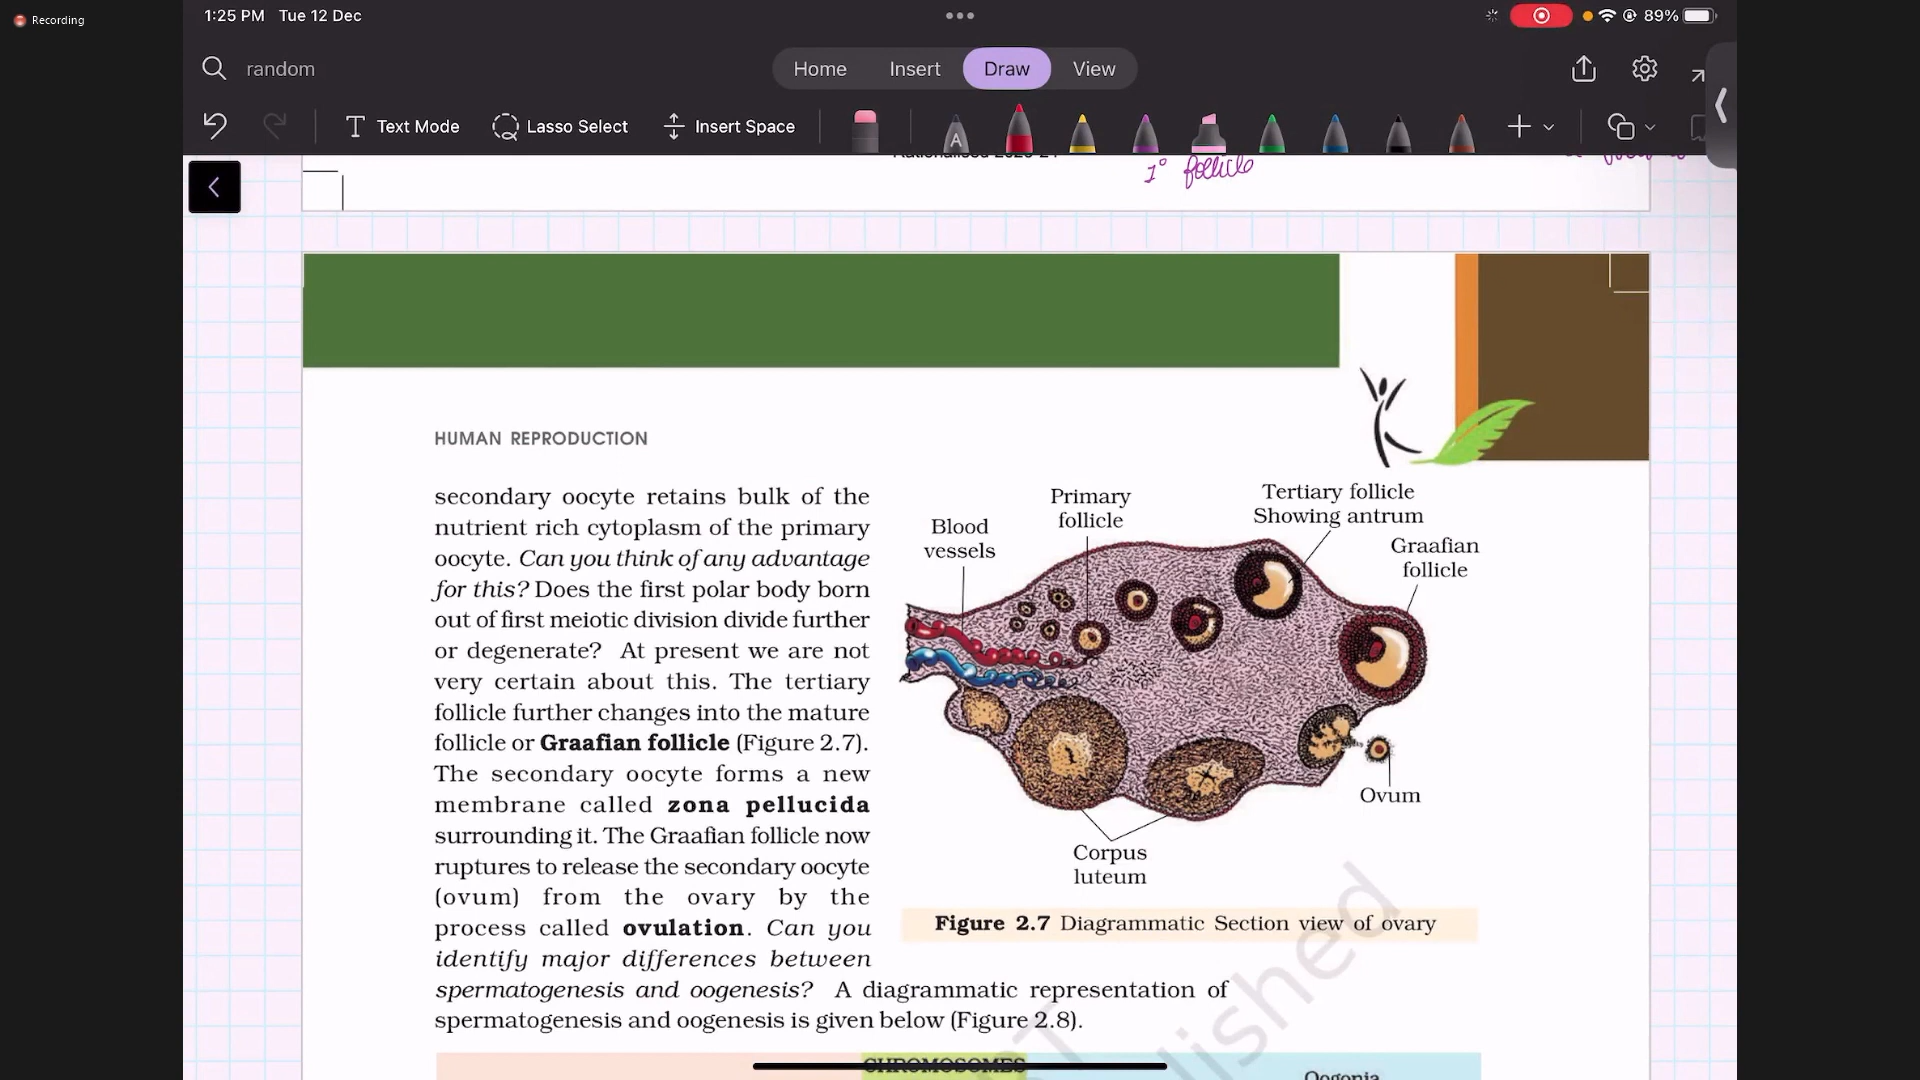 Recording
1:25 PM Tue 12 Dec
89%
random
Home Insert Draw View
Text Mode Lasso Select Insert Space
A
1° follicle
HUMAN REPRODUCTION
secondary oocyte retains bulk of the
nutrient rich cytoplasm of the primary
oocyte. Can you think of any advantage
for this? Does the first polar body born
out of first meiotic division divide further
or degenerate? At present we are not
very certain about this. The tertiary
follicle further changes into the mature
follicle or Graafian follicle (Figure 2.7).
The secondary oocyte forms a new
membrane called zona pellucida
surrounding it. The Graafian follicle now
ruptures to release the secondary oocyte
(ovum) from the ovary by the
process called ovulation. Can you
identify major differences between
spermatogenesis and oogenesis? A diagrammatic representation of
spermatogenesis and oogenesis is given below (Figure 2.8).
Blood
vessels
Primary
follicle
Tertiary follicle
Showing antrum
Graafian
follicle
Ovum
Corpus
luteum
Figure 2.7 Diagrammatic Section view of ovary
CHROMOSOMES
Oogonia